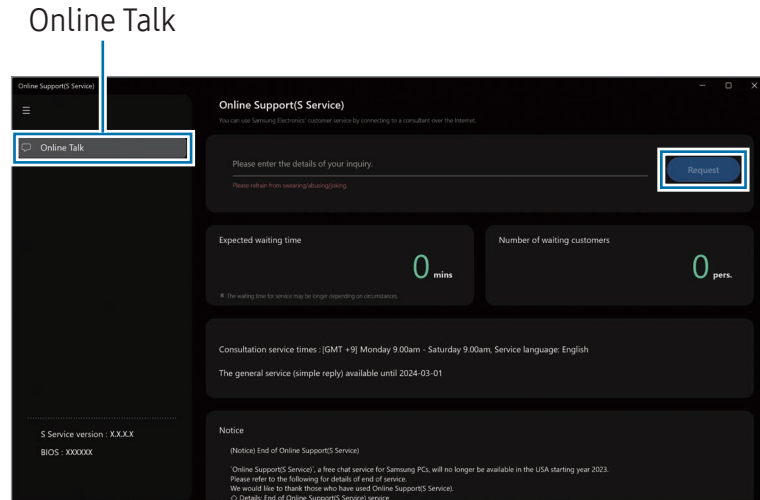 Online Talk
Online Support(S Service)
Online Talk
Online Support(S Service)
You can use Samsung Electronics' customer service by connecting to a consultant over the Internet.
Please enter the details of your inquiry.
Request
Please refrain from swearing/abusing/joking.
Expected waiting time
0 mins
※ The waiting time for service may be longer depending on circumstances.
Number of waiting customers
0 pers.
Consultation service times : [GMT +9] Monday 9.00am - Saturday 9.00am, Service language: English
The general service (simple reply) available until 2024-03-01
S Service version : X.X.X.X
BIOS : XXXXXX
Notice
(Notice) End of Online Support(S Service)
'Online Support(S Service)', a free chat service for Samsung PCs, will no longer be available in the USA starting year 2023.
Please refer to the following for details of end of service.
We would like to thank those who have used Online Support(S Service).
◇ Details: End of Online Support(S Service) service